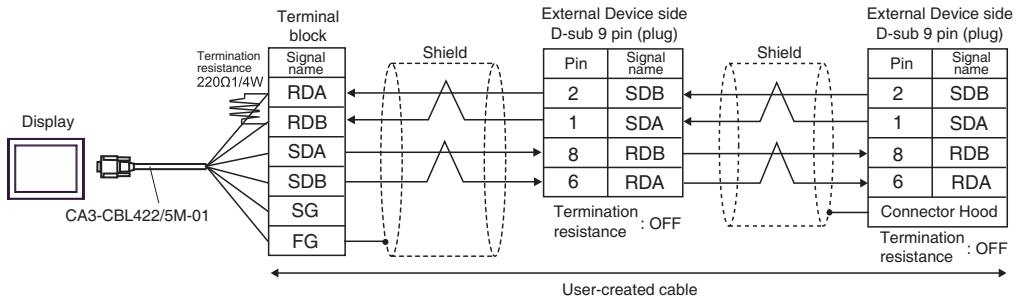 Display
CA3-CBL422/5M-01
Termination
resistance
220Ω1/4W
Terminal
block
Signal
name
RDA
RDB
SDA
SDB
SG
FG
Shield
External Device side
D-sub 9 pin (plug)
Pin
Signal
name
2 SDB
1 SDA
8 RDB
6 RDA
Termination
resistance : OFF
Shield
External Device side
D-sub 9 pin (plug)
Pin
Signal
name
2 SDB
1 SDA
8 RDB
6 RDA
Connector Hood
Termination
resistance : OFF
User-created cable